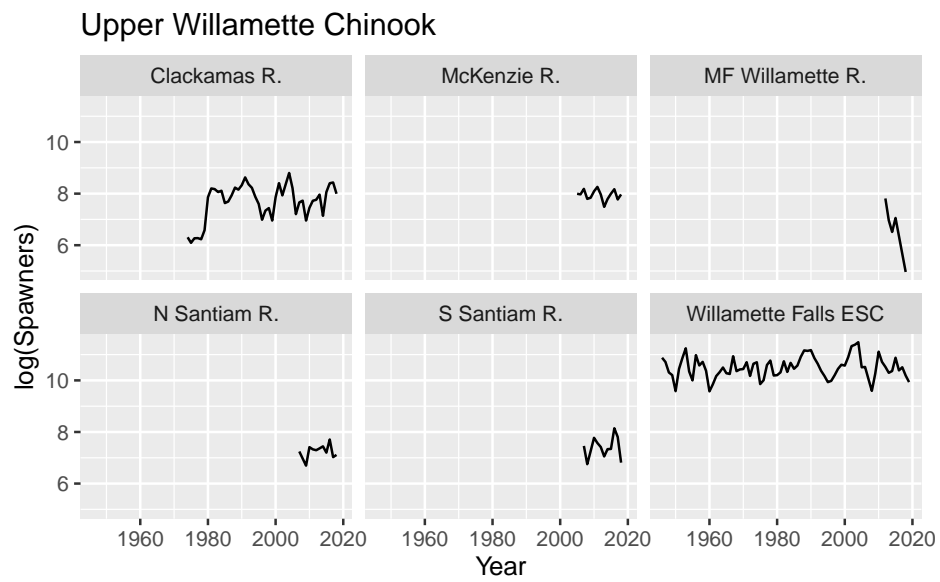 Upper Willamette Chinook
Clackamas R.
McKenzie R.
MF Willamette R.
10
8
6
N Santiam R.
S Santiam R.
Willamette Falls ESC
log(Spawners)
10
8
6
1960 1980 2000 2020
1960 1980 2000 2020
1960 1980 2000 2020
Year